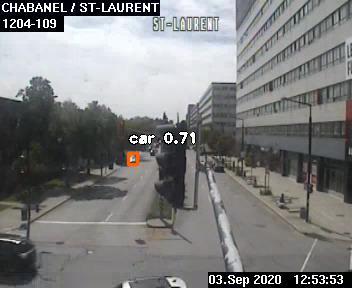 CHABANEL / ST-LAURENT
1204-109
ST-LAURENT
car 0.71
03.Sep 2020 12:53:53